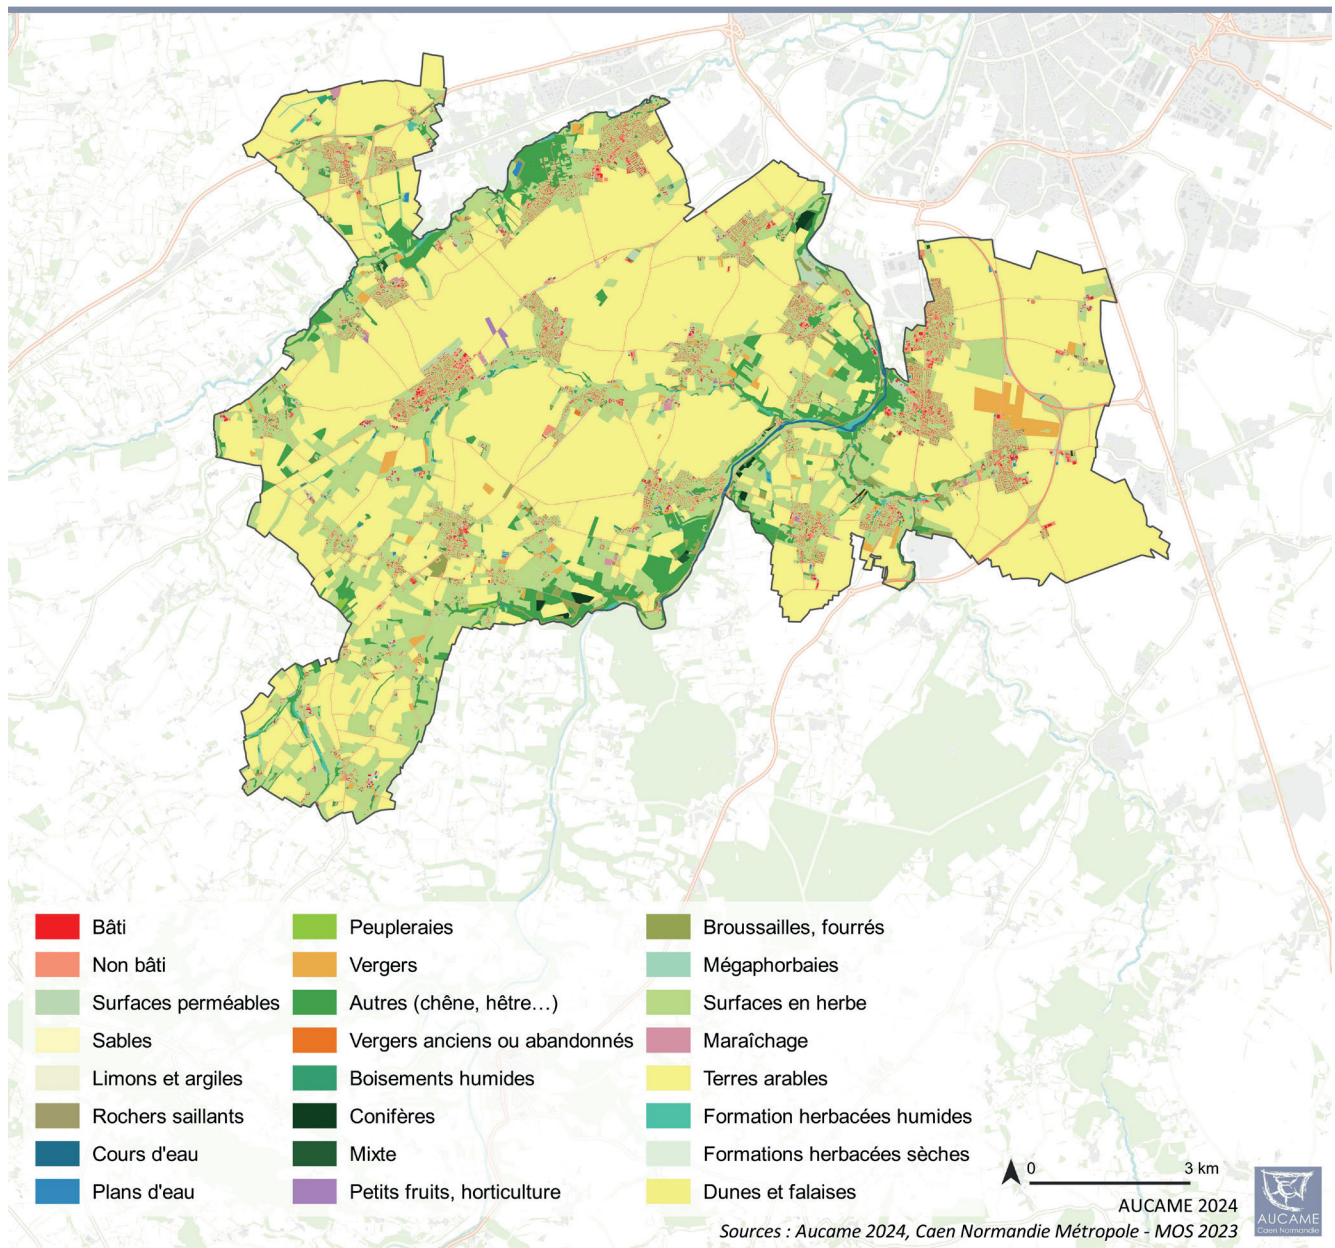 Bâti
Non bâti
Surfaces perméables
Sables
Limons et argiles
Rochers saillants
Cours d'eau
Plans d'eau
Peupleraies
Vergers
Autres (chêne, hêtre...)
Vergers anciens ou abandonnés
Boisements humides
Conifères
Mixte
Petits fruits, horticulture
Broussailles, fourrés
Mégaphorbaies
Surfaces en herbe
Maraîchage
Terres arables
Formation herbacées humides
Formations herbacées sèches
Dunes et falaises
0 3 km
AUCAME 2024
Sources : Aucame 2024, Caen Normandie Métropole - MOS 2023
AUCAME
Caen Normandie